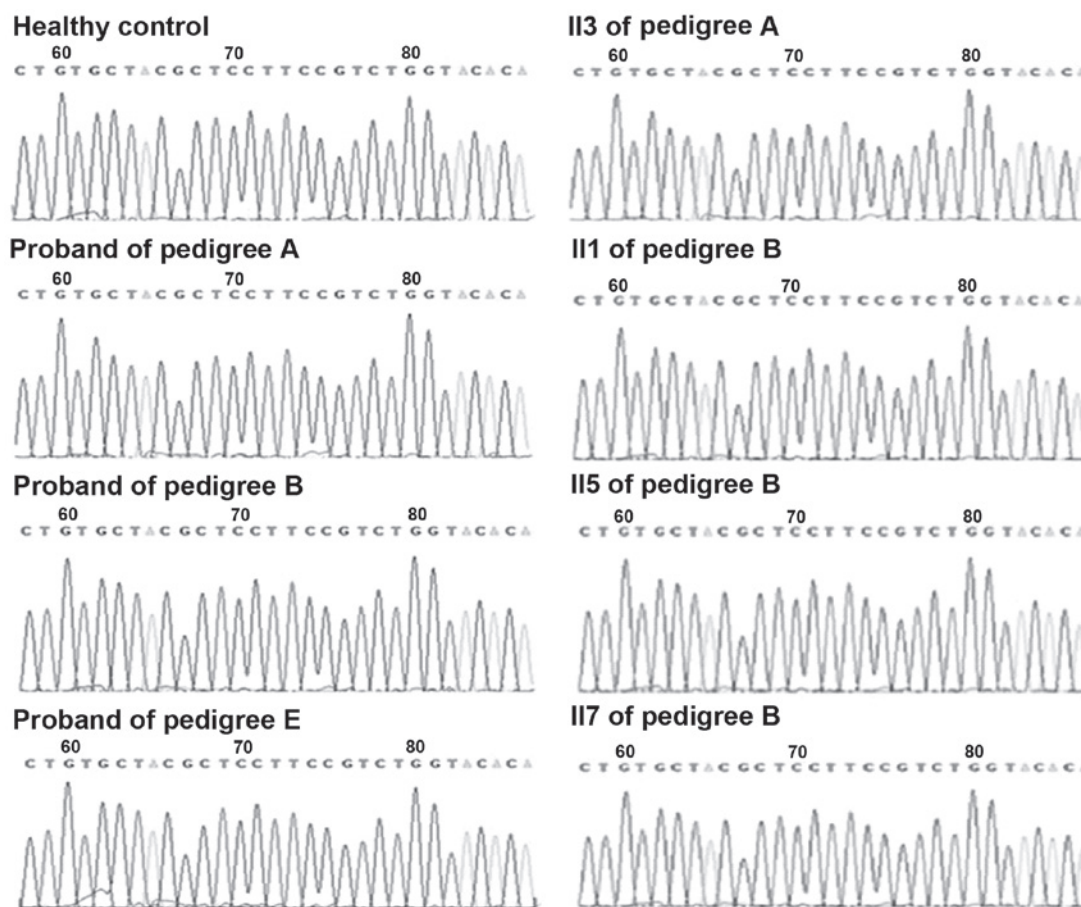 Healthy control
60 70 80
C T G T G C T A C G C T C C T T C C G T C T G G T A C A C A
Proband of pedigree A
60 70 80
C T G T G C T A C G C T C C T T C C G T C T G G T A C A C A
Proband of pedigree B
60 70 80
C T G T G C T A C G C T C C T T C C G T C T G G T A C A C A
Proband of pedigree E
60 70 80
C T G T G C T A C G C T C C T T C C G T C T G G T A C A C A
II3 of pedigree A
60 70 80
C T G T G C T A C G C T C C T T C C G T C T G G T A C A C
II1 of pedigree B
60 70 80
C T G T G C T A C G C T C C T T C C G T C T G G T A C A C
II5 of pedigree B
60 70 80
C T G T G C T A C G C T C C T T C C G T C T G G T A C A C
II7 of pedigree B
60 70 80
C T G T G C T A C G C T C C T T C C G T C T G G T A C A C